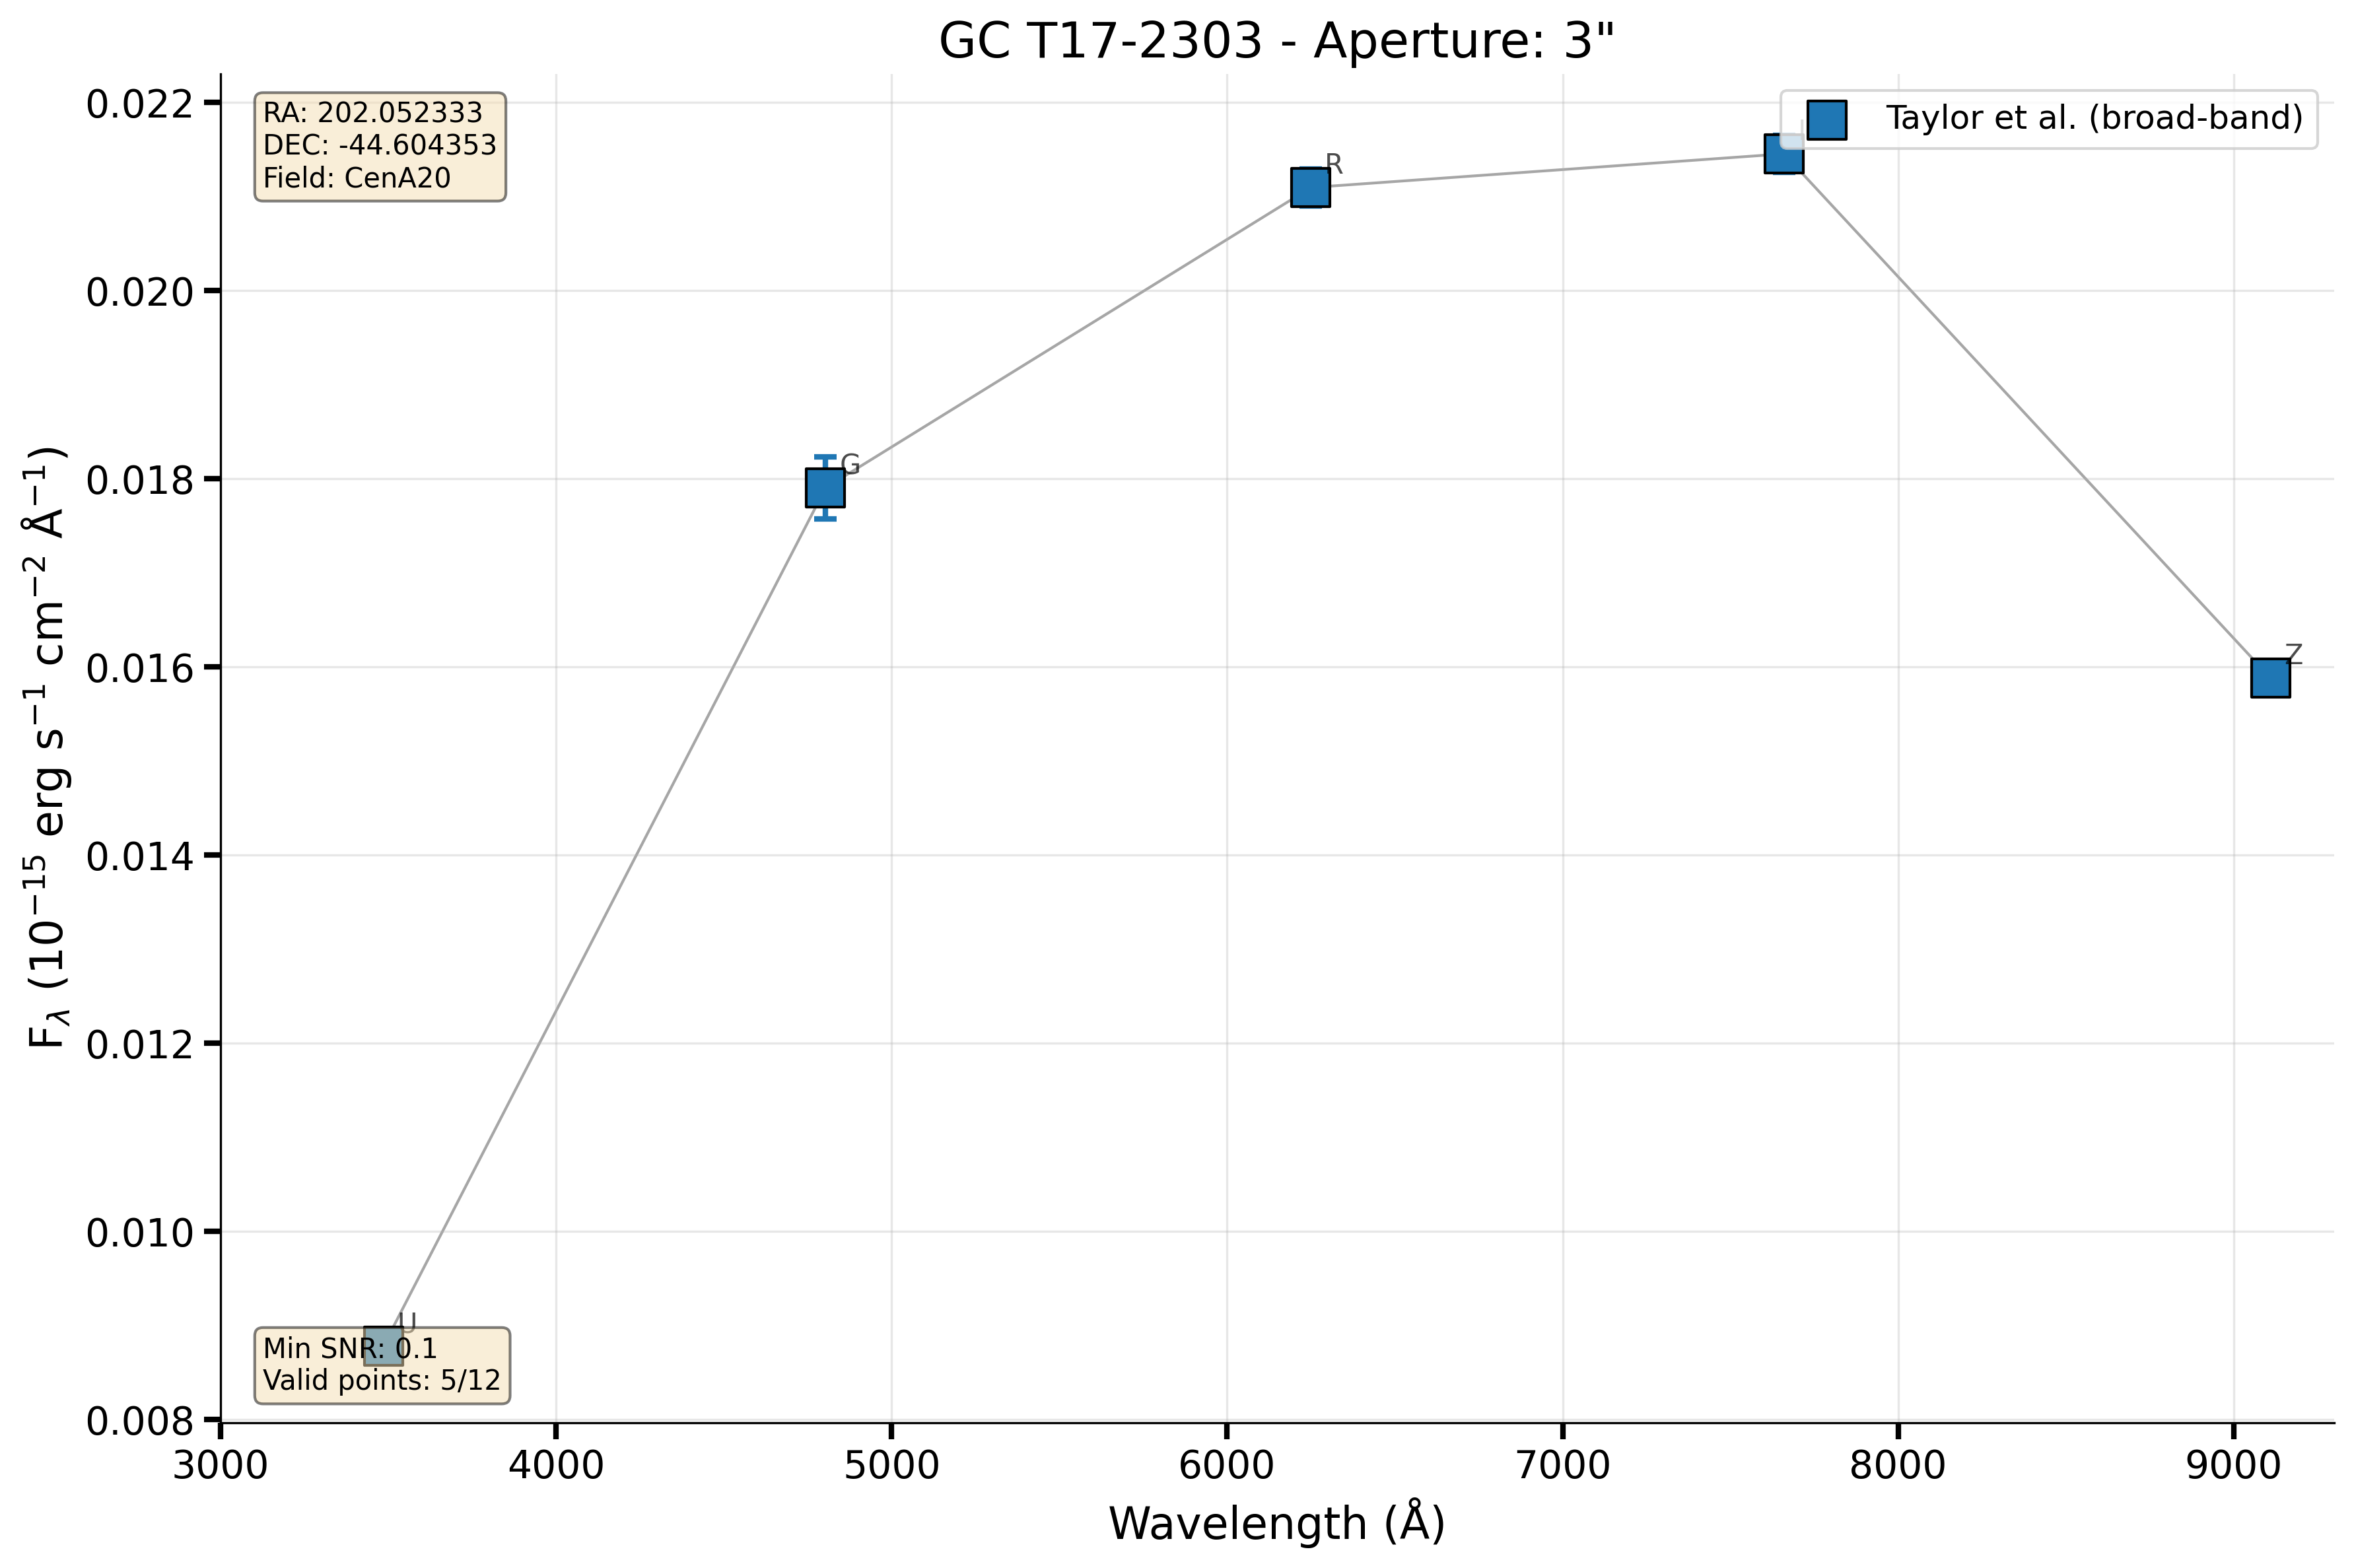 GC T17-2303 - Aperture: 3"
RA: 202.052333
DEC: -44.604353
Field: CenA20
Taylor et al. (broad-band)
I
R
G
Z
U
Min SNR: 0.1
Valid points: 5/12
F_λ (10⁻¹⁵ erg s⁻¹ cm⁻² Å⁻¹)
0.022
0.020
0.018
0.016
0.014
0.012
0.010
0.008
3000 4000 5000 6000 7000 8000 9000
Wavelength (Å)